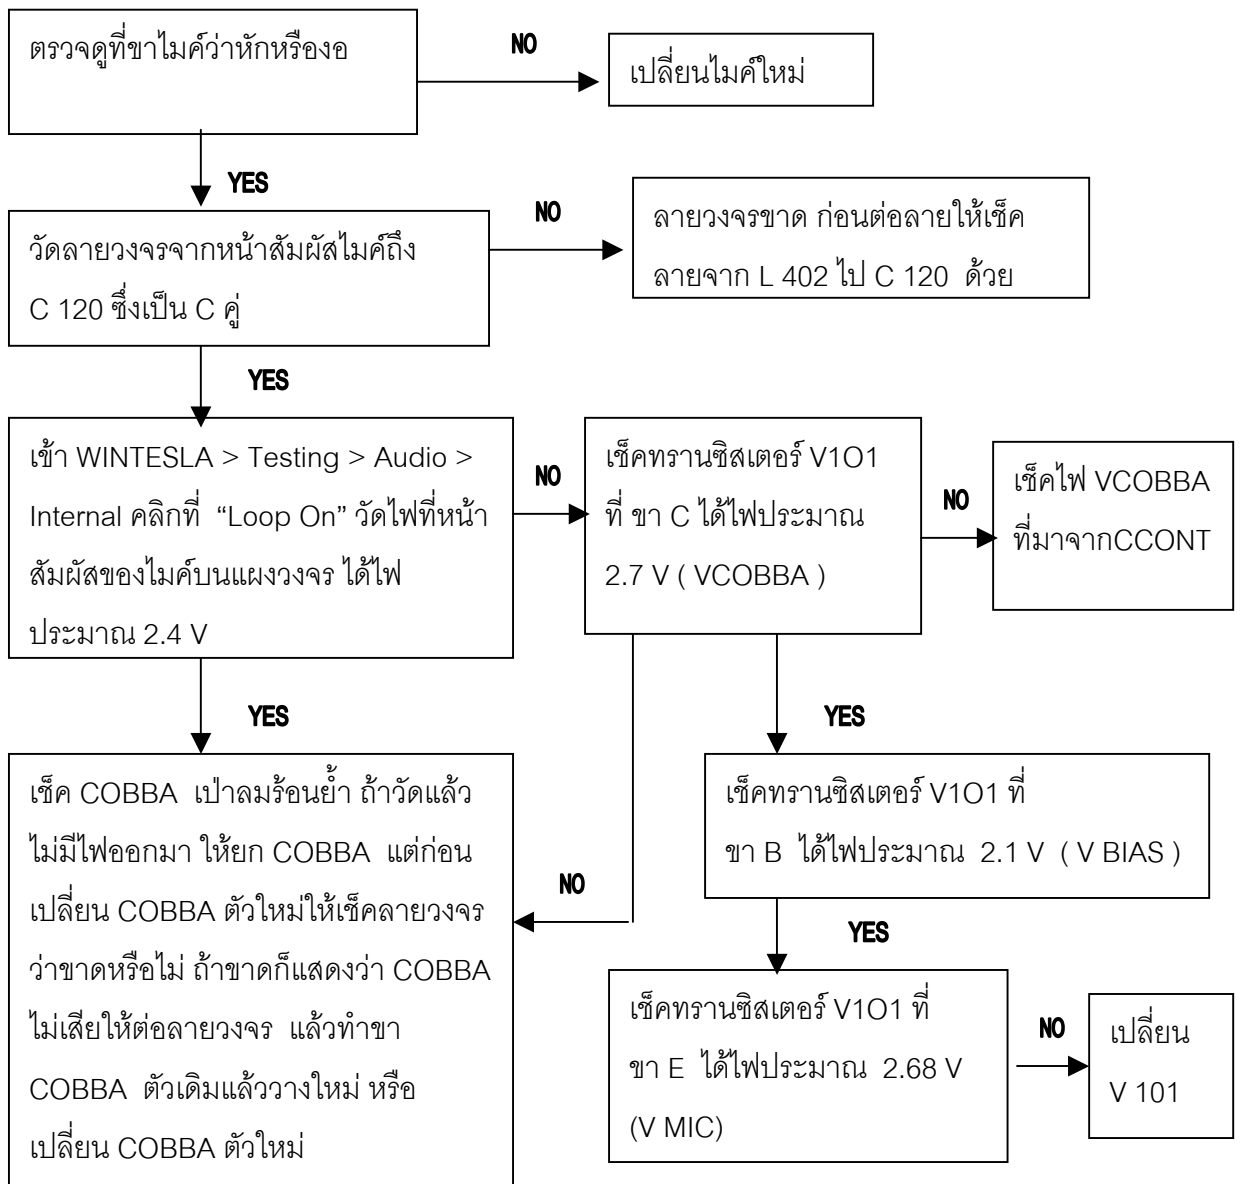 ตรวจดูที่ขาไมค์ว่าหักหรืองอ
NO
เปลี่ยนไมค์ใหม่
YES
วัดลายวงจรจากหน้าสัมผัสไมค์ถึง
C 120 ซึ่งเป็น C คู่
NO
ลายวงจรขาด ก่อนต่อลายให้เช็ค
ลายจาก L 402 ไป C 120 ด้วย
YES
เข้า WINTESLA > Testing > Audio >
Internal คลิกที่ “Loop On” วัดไฟที่หน้า
สัมผัสของไมค์บนแผงวงจร ได้ไฟ
ประมาณ 2.4 V
NO
เช็คทรานซิสเตอร์ V1O1
ที่ ขา C ได้ไฟประมาณ
2.7 V ( VCOBBA )
NO
เช็คไฟ VCOBBA
ที่มาจากCCONT
YES
YES
เช็ค COBBA เป่าลมร้อนย้ำ ถ้าวัดแล้ว
ไม่มีไฟออกมา ให้ยก COBBA แต่ก่อน
เปลี่ยน COBBA ตัวใหม่ให้เช็คลายวงจร
ว่าขาดหรือไม่ ถ้าขาดก็แสดงว่า COBBA
ไม่เสียให้ต่อลายวงจร แล้วทำขา
COBBA ตัวเดิมแล้ววางใหม่ หรือ
เปลี่ยน COBBA ตัวใหม่
NO
เช็คทรานซิสเตอร์ V1O1 ที่
ขา B ได้ไฟประมาณ 2.1 V ( V BIAS )
YES
เช็คทรานซิสเตอร์ V1O1 ที่
ขา E ได้ไฟประมาณ 2.68 V
(V MIC)
NO
เปลี่ยน
V 101